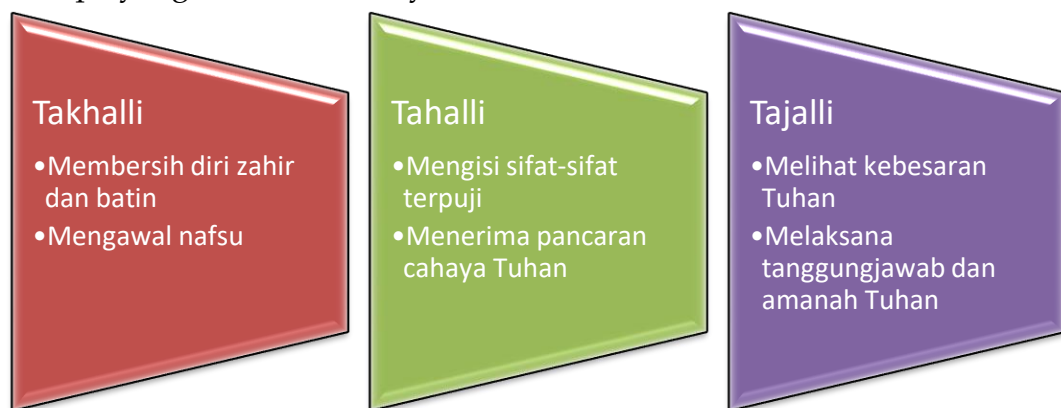 Takhalli
•Membersih diri zahir
dan batin
•Mengawal nafsu
Tahalli
•Mengisi sifat-sifat
terpuji
•Menerima pancaran
cahaya Tuhan
Tajalli
•Melihat kebesaran
Tuhan
•Melaksana
tanggungjawab dan
amanah Tuhan